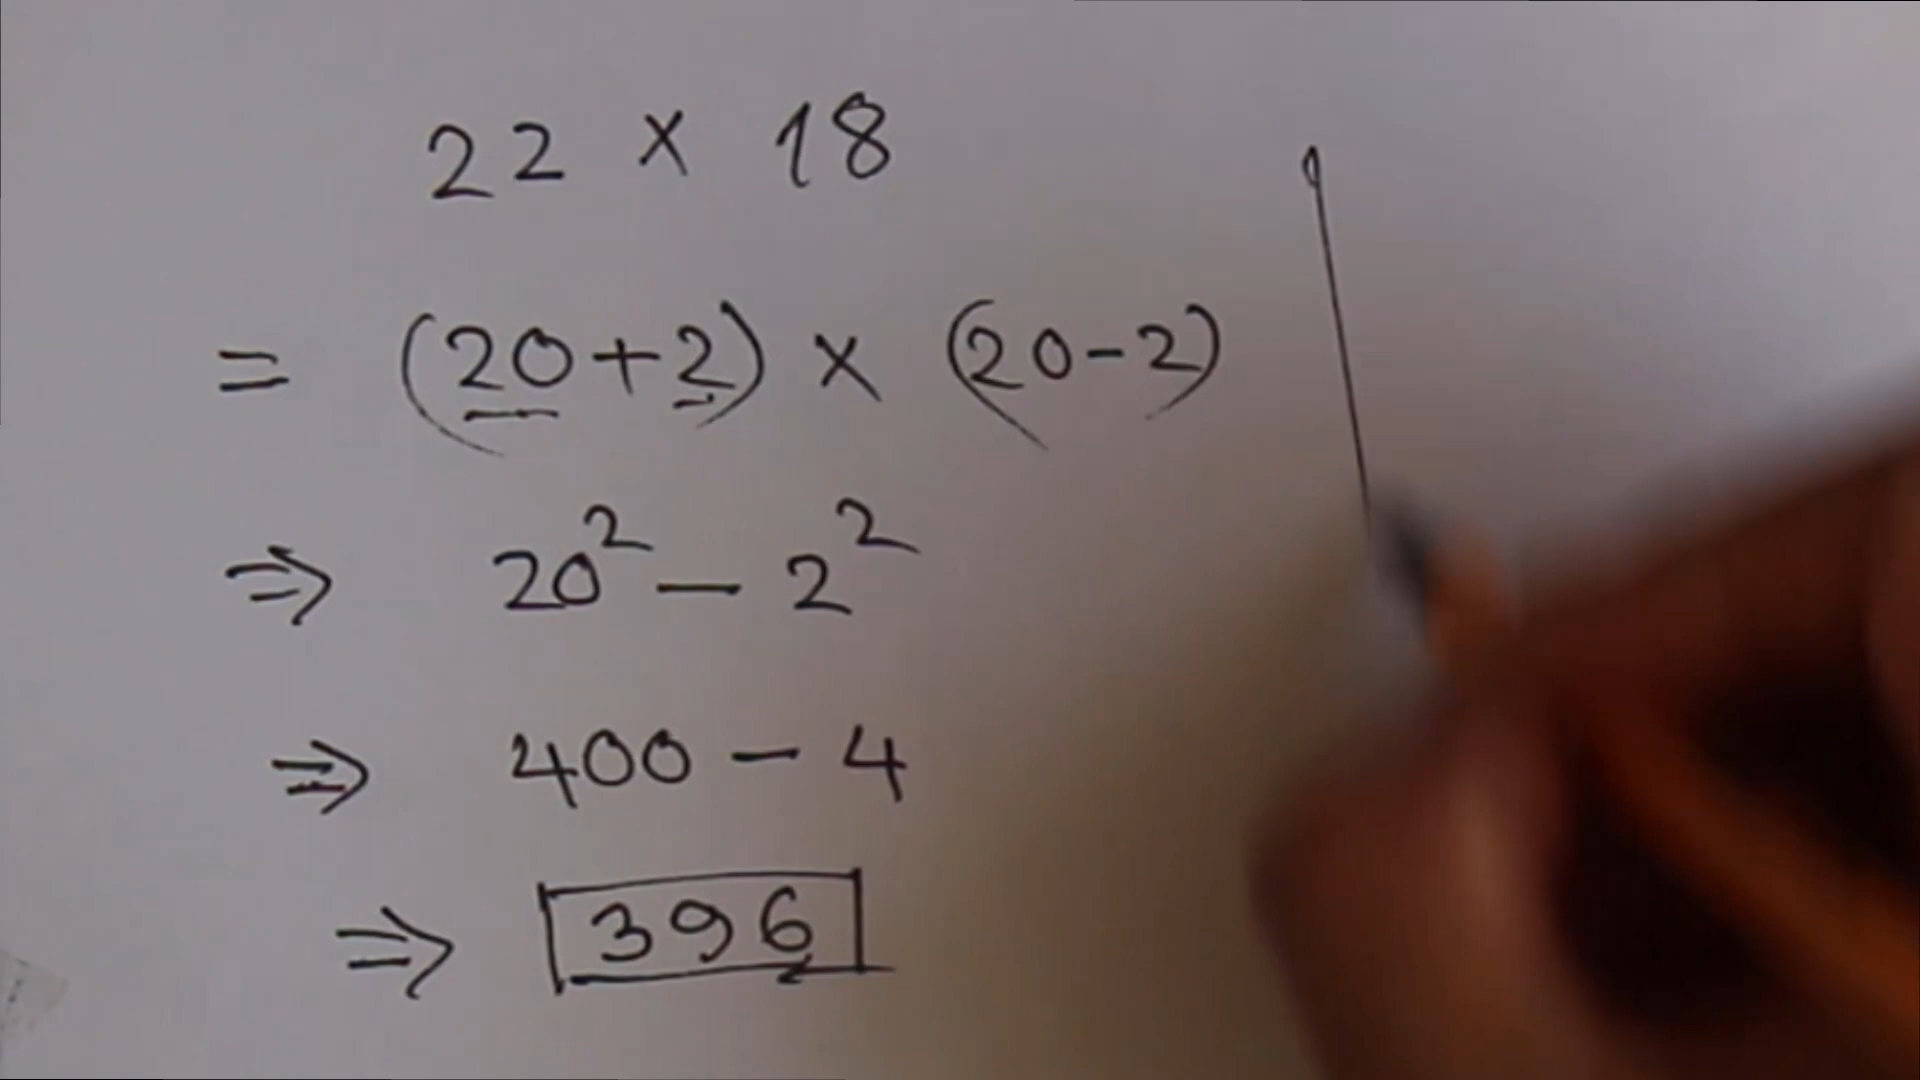 22 × 18
= (20+2) × (20-2)
⇒ 20² - 2²
⇒ 400 - 4
⇒ 396